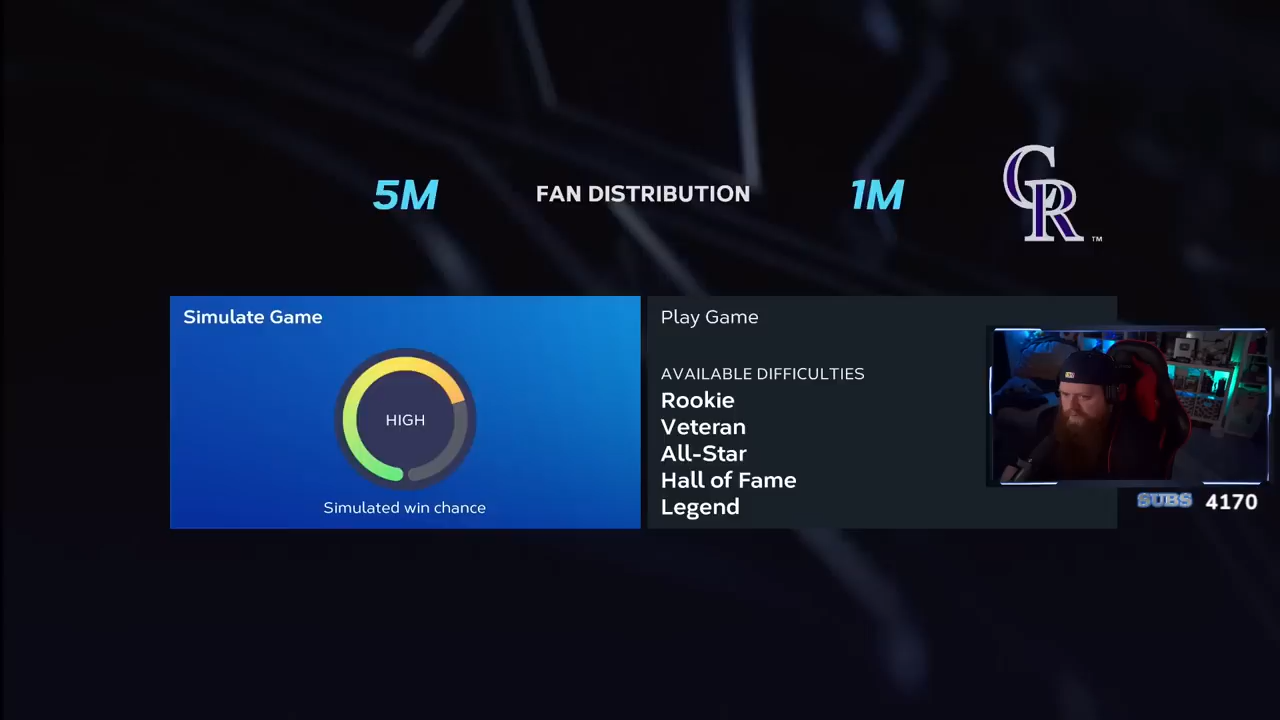 5M FAN DISTRIBUTION 1M
CR
™
Simulate Game
HIGH
Simulated win chance
Play Game
AVAILABLE DIFFICULTIES
Rookie
Veteran
All-Star
Hall of Fame
Legend
SUBS 4170